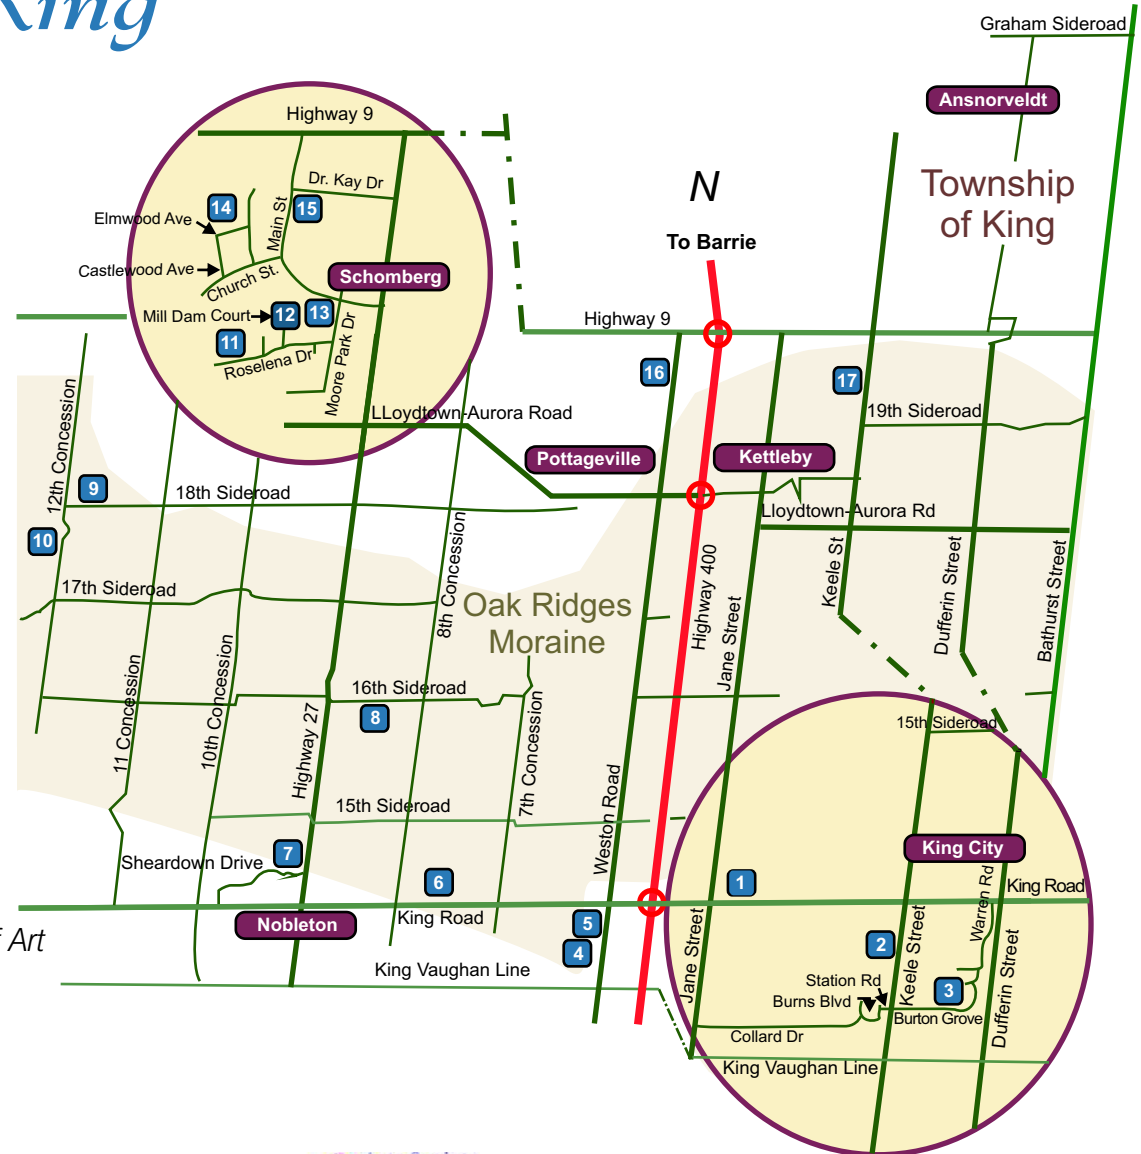 King
Graham Sideroad
Ansnorveldt
Highway 9
Township
of King
N
To Barrie
Dr. Kay Dr
14
15
Main St
Elmwood Ave
Castlewood Ave
Church St.
Schomberg
Mill Dam Court
12
13
11
Roselena Dr
Moore Park Dr
Highway 9
16
17
19th Sideroad
LLoydtown-Aurora Road
Pottageville
Kettleby
12th Concession
9
18th Sideroad
10
Lloydtown-Aurora Rd
8th Concession
Highway 400
Keele St
Dufferin Street
Bathurst Street
17th Sideroad
Oak Ridges
Moraine
Jane Street
11 Concession
10th Concession
16th Sideroad
8
7th Concession
Highway 27
15th Sideroad
15th Sideroad
Weston Road
King City
Sheardown Drive
7
6
1
King Road
Warren Rd
Nobleton
King Road
5
4
f Art
Jane Street
2
Keele Street
Dufferin Street
King Vaughan Line
Station Rd
Burns Blvd
3
Burton Grove
Collard Dr
King Vaughan Line